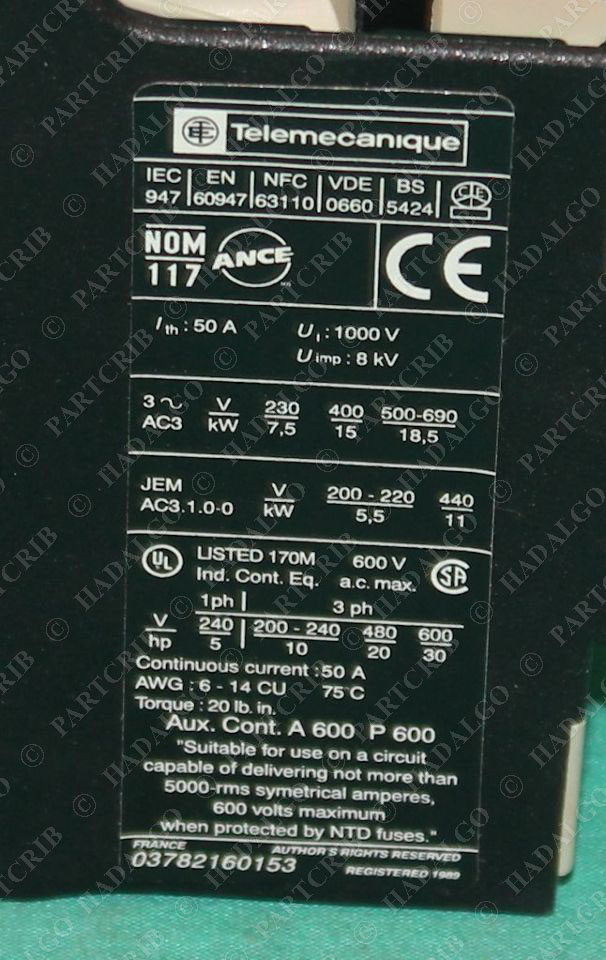 Telemecanique
IEC 947 | EN 60947 | NFC 63110 | VDE 0660 | BS 5424
NOM 117 ANCE CE
Ith : 50 A Ui : 1000 V
Uimp : 8 kV
3 ~ V 230 400 500-690
AC3 kW 7,5 15 18,5
JEM V 200 - 220 440
AC3.1.0-0 kW 5,5 11
UL LISTED 170M 600 V SA
Ind. Cont. Eq. a.c. max.
1ph | 3 ph
V 240 | 200 - 240 480 600
hp 5 | 10 20 30
Continuous current : 50 A
AWG : 6 - 14 CU 75°C
Torque : 20 lb. in.
Aux. Cont. A 600 P 600
"Suitable for use on a circuit
capable of delivering not more than
5000-rms symetrical amperes,
600 volts maximum
when protected by NTD fuses."
FRANCE AUTHOR'S RIGHTS RESERVED
03782160153 REGISTERED 1989
© PARTCRIB © HADALGO